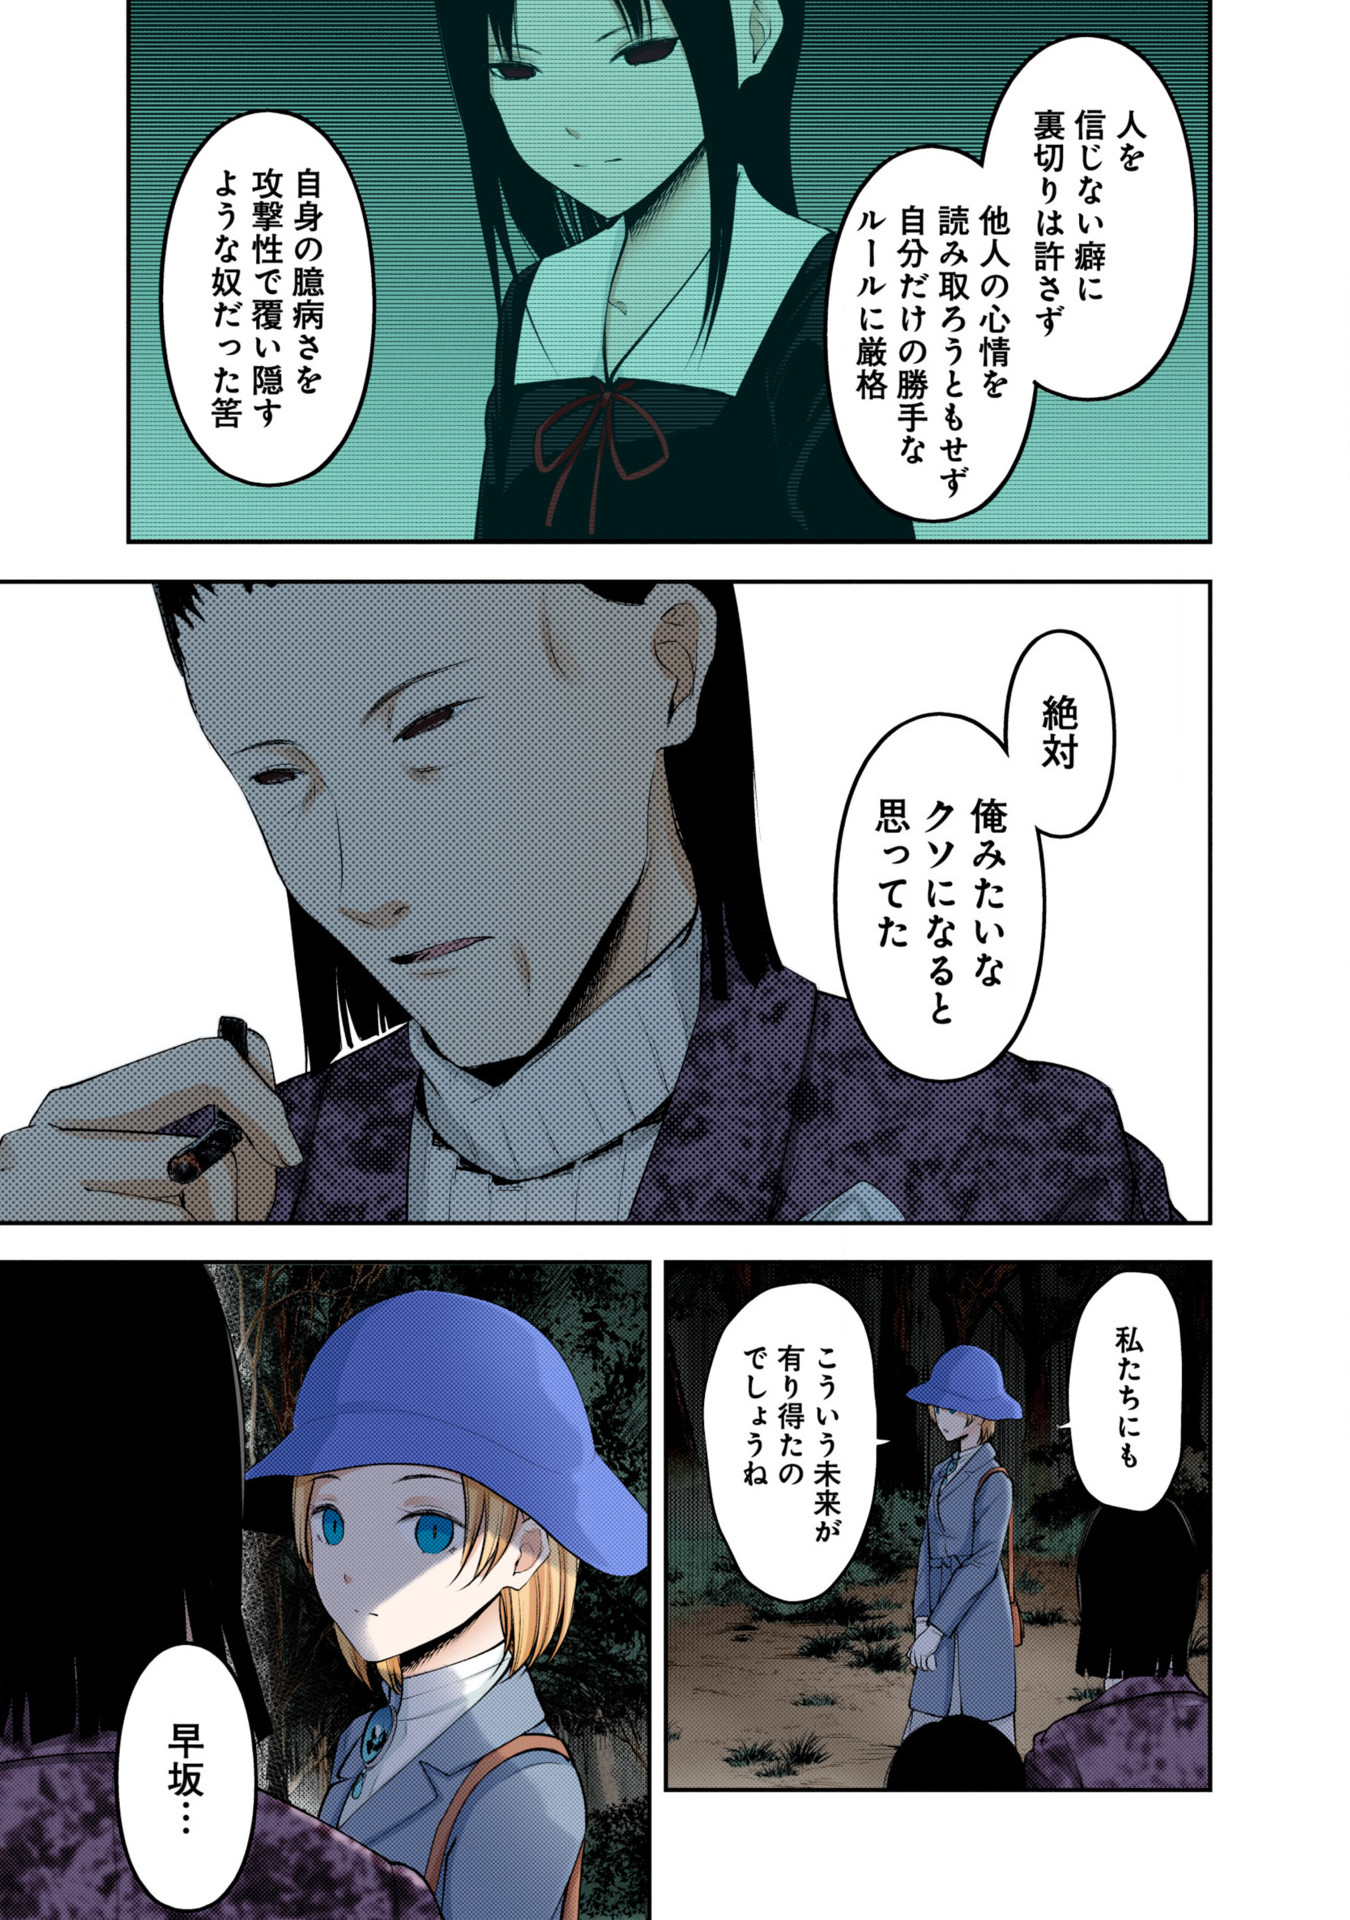 人を
信じない癖に
裏切りは許さず
他人の心情を
読み取ろうともせず
自分だけの勝手な
ルールに厳格
自身の臆病さを
攻撃性で覆い隠す
ような奴だった筈
絶対
俺みたいな
クソになると
思ってた
私たちにも
こういう未来が
有り得たの
でしょうね
早坂…